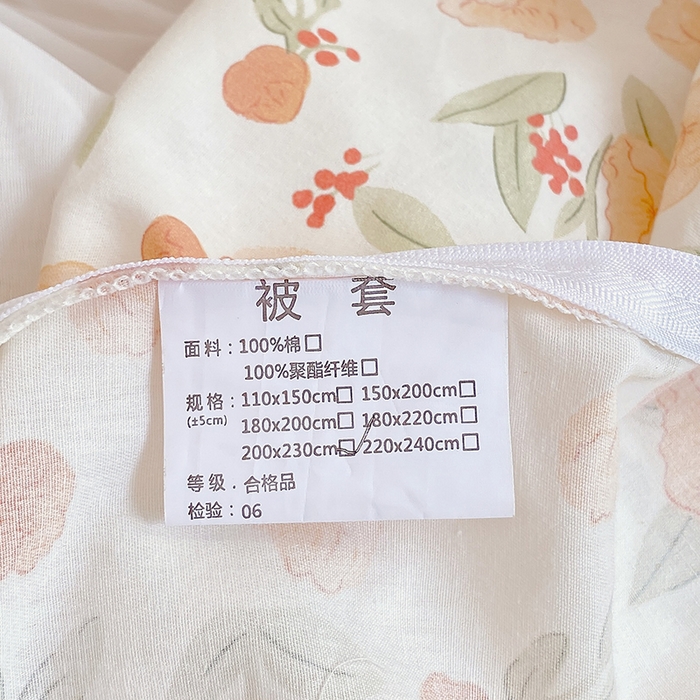 被 套
面料：100%棉□
100%聚酯纤维□
规格：110x150cm□ 150x200cm□
(±5cm)
180x200cm□ 180x220cm□
200x230cm□ 220x240cm□
等级．合格品
检验：06